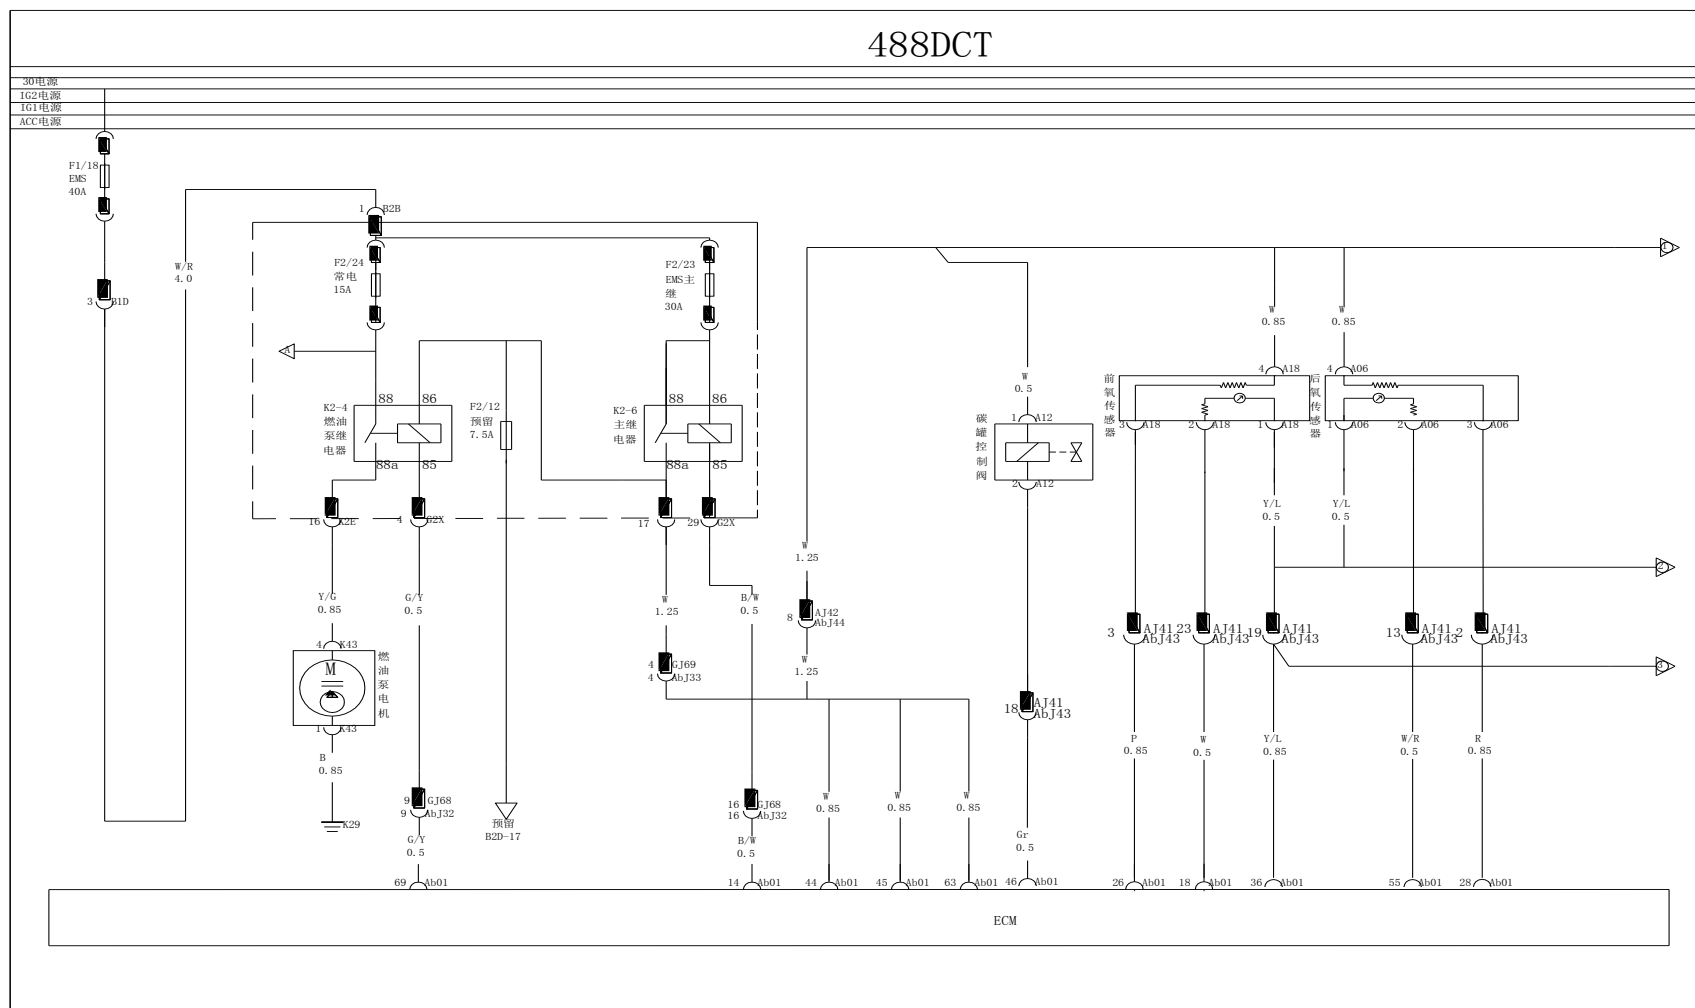 488DCT
30电源
IG2电源
IG1电源
ACC电源
F1/18
EMS
40A
3 B1D
W/R
4.0
1 B2B
F2/24
常电
15A
F2/23
EMS主
继
30A
A
88 86
K2-4
燃油
泵继
电器
88a 85
F2/12
预留
7.5A
88 86
K2-6
主继
电器
88a 85
16 K2E
4 G2X
17
29 G2X
Y/G
0.85
G/Y
0.5
W
1.25
B/W
0.5
W
1.25
8 AJ42
AbJ44
W
1.25
4 K43
M
燃油泵电机
1 K43
B
0.85
K29
4 GJ69
4 AbJ33
9 GJ68
9 AbJ32
G/Y
0.5
预留
B2D-17
16 GJ68
16 AbJ32
B/W
0.5
W
0.85
W
0.85
W
0.85
W
0.5
1 A12
碳罐控制阀
2 A12
18 AJ41
AbJ43
Gr
0.5
1
W
0.85
W
0.85
4 A18
前氧传感器
3 A18
2 A18
1 A18
4 A06
后氧传感器
1 A06
2 A06
3 A06
Y/L
0.5
Y/L
0.5
2
3 AJ41
AbJ43
23 AJ41
AbJ43
19 AJ41
AbJ43
13 AJ41
AbJ43
2 AJ41
AbJ43
3
P
0.85
W
0.5
Y/L
0.85
W/R
0.5
R
0.85
69 Ab01
14 Ab01
44 Ab01
45 Ab01
63 Ab01
46 Ab01
26 Ab01
18 Ab01
36 Ab01
55 Ab01
28 Ab01
ECM